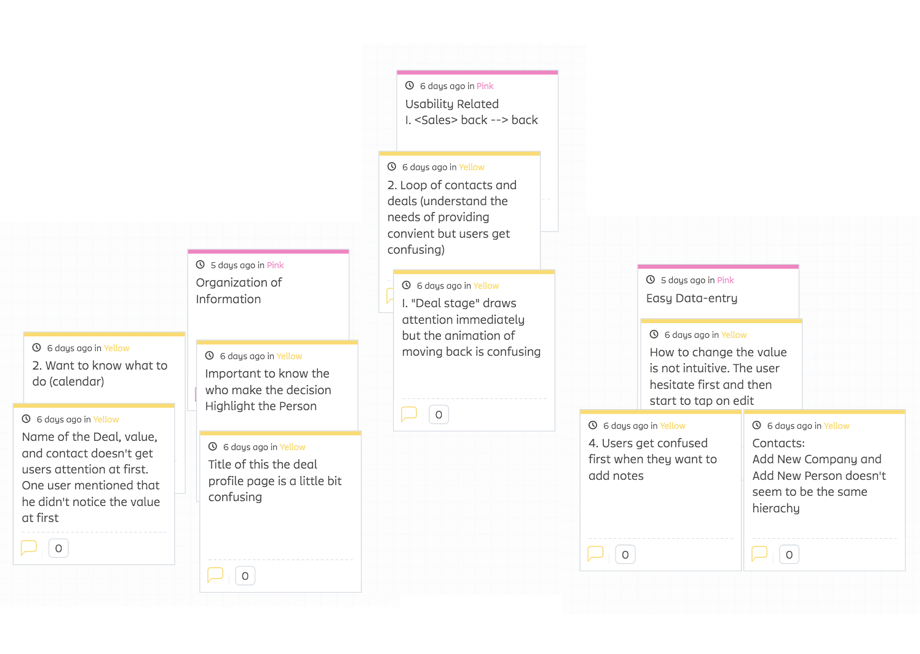 6 days ago in Pink
Usability Related
I. <Sales> back --> back
6 days ago in Yellow
2. Loop of contacts and
deals (understand the
needs of providing
convient but users get
confusing)
6 days ago in Yellow
I. "Deal stage" draws
attention immediately
but the animation of
moving back is confusing
0
5 days ago in Pink
Organization of
Information
6 days ago in Yellow
2. Want to know what to
do (calendar)
6 days ago in Yellow
Name of the Deal, value,
and contact doesn't get
users attention at first.
One user mentioned that
he didn't notice the value
at first
0
6 days ago in Yellow
Important to know the
who make the decision
Highlight the Person
6 days ago in Yellow
Title of this the deal
profile page is a little bit
confusing
0
5 days ago in Pink
Easy Data-entry
6 days ago in Yellow
How to change the value
is not intuitive. The user
hesitate first and then
start to tap on edit
6 days ago in Yellow
4. Users get confused
first when they want to
add notes
0
6 days ago in Yellow
Contacts:
Add New Company and
Add New Person doesn't
seem to be the same
hierachy
0